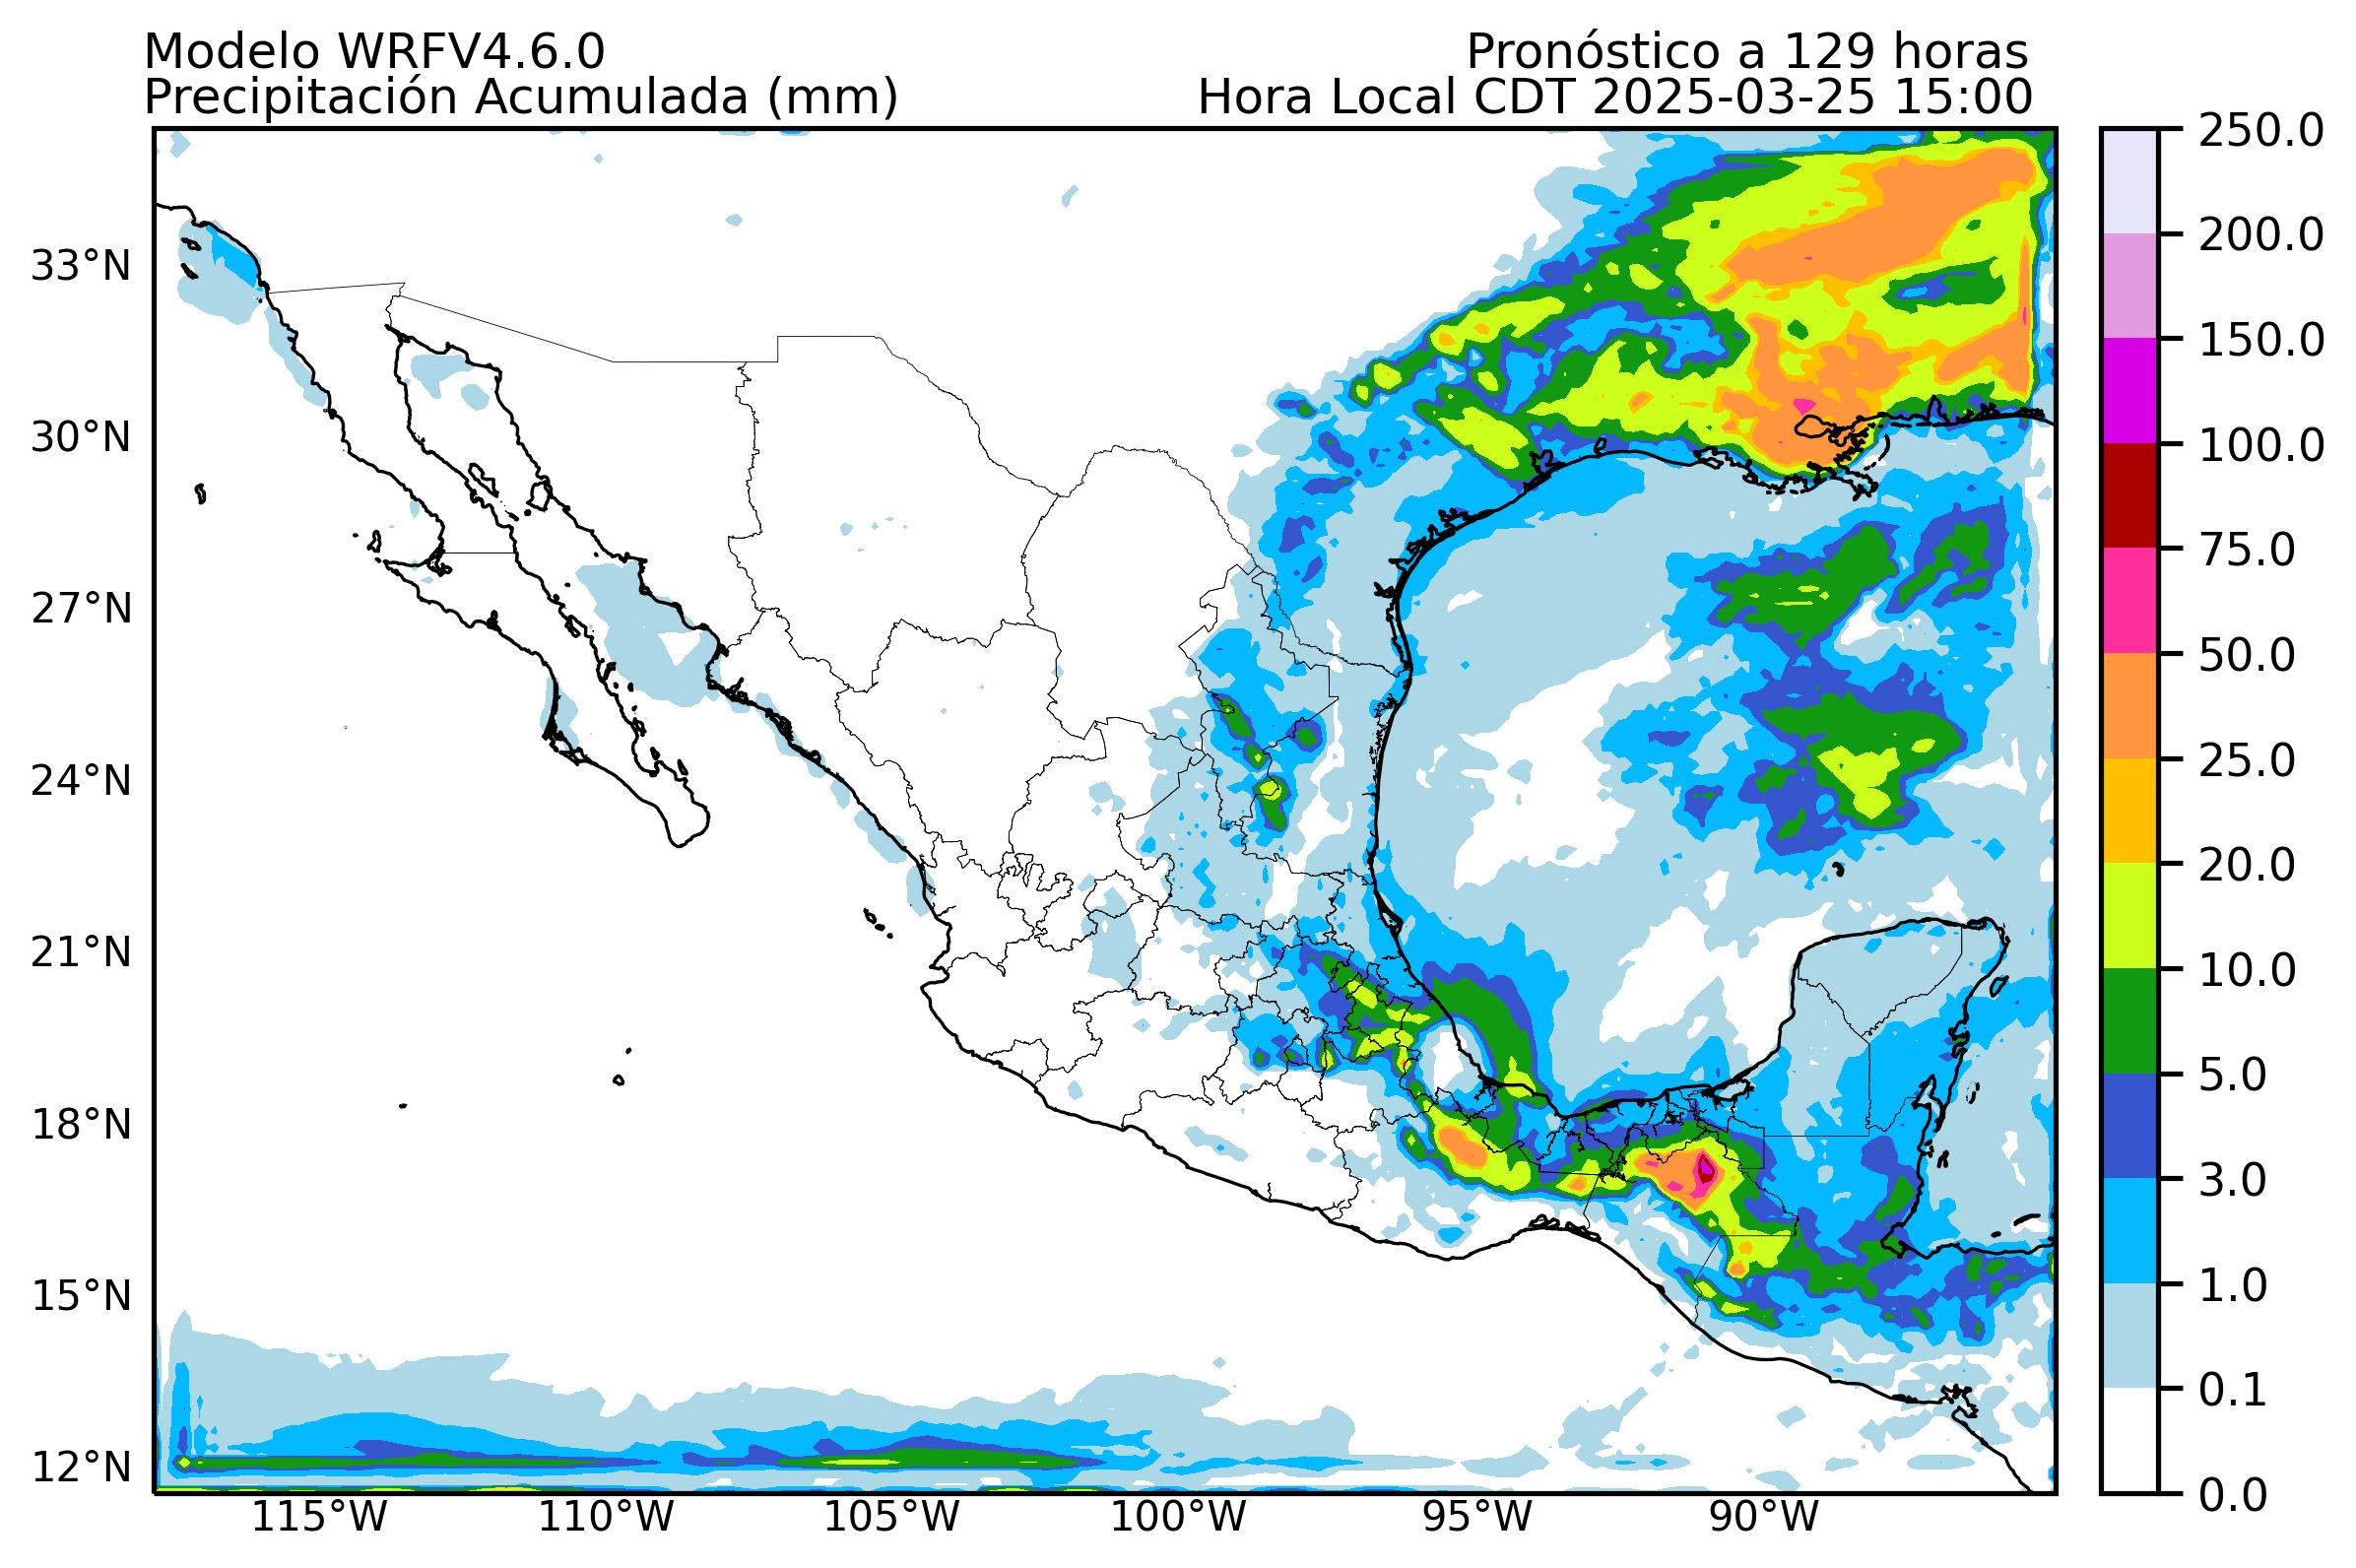 Modelo WRFV4.6.0
Pronóstico a 129 horas
Precipitación Acumulada (mm)
Hora Local CDT 2025-03-25 15:00
33°N
30°N
27°N
24°N
21°N
18°N
15°N
12°N
115°W
110°W
105°W
100°W
95°W
90°W
250.0
200.0
150.0
100.0
75.0
50.0
25.0
20.0
10.0
5.0
3.0
1.0
0.1
0.0